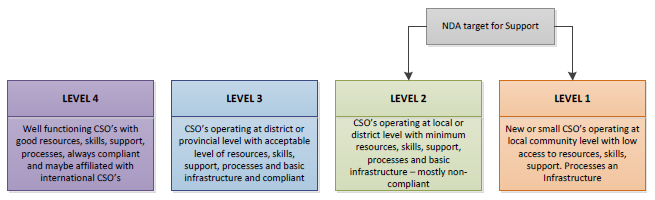 NDA target for Support
LEVEL 4
Well functioning CSO's with
good resources, skills, support,
processes, always compliant
and maybe affiliated with
international CSO's
LEVEL 3
CSO's operating at district or
provincial level with acceptable
level of resources, skills,
support, processes and basic
infrastructure and compliant
LEVEL 2
CSO's operating at local or
district level with minimum
resources, skills, support,
processes and basic
infrastructure – mostly non-
compliant
LEVEL 1
New or small CSO's operating at
local community level with low
access to resources, skills,
support. Processes an
Infrastructure